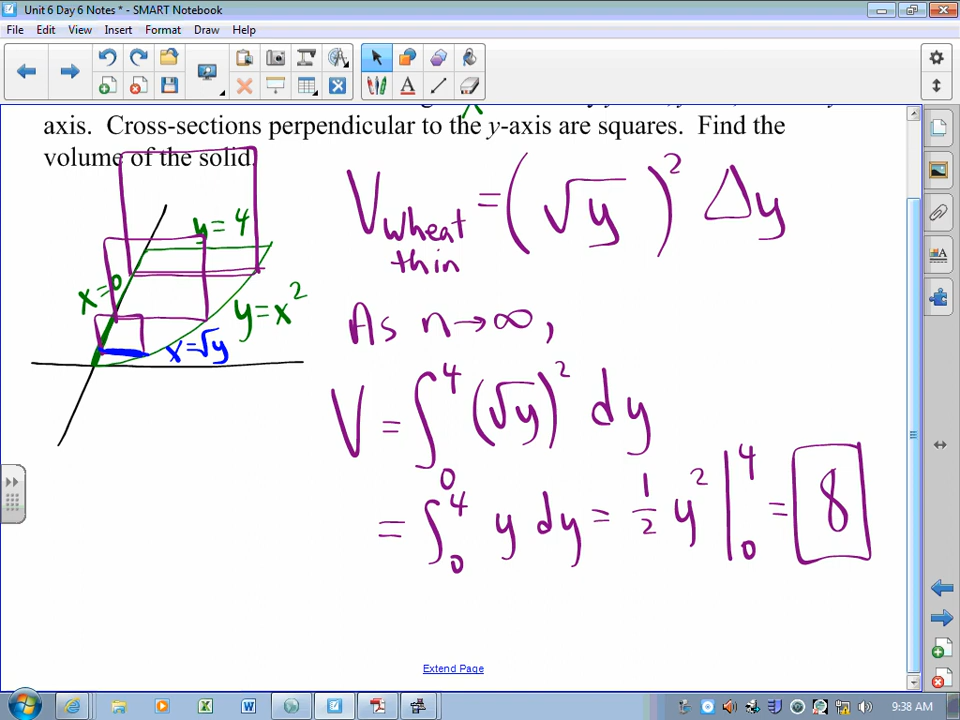 Unit 6 Day 6 Notes * - SMART Notebook
File Edit View Insert Format Draw Help
axis. Cross-sections perpendicular to the y-axis are squares. Find the
volume of the solid.
V wheat thin = (√y)² Δy
y=4
x=0
y=x²
x=√y
As n→∞,
V = ∫₀⁴ (√y)² dy
= ∫₀⁴ y dy = 1/2 y² |₀⁴ = 8
Extend Page
9:38 AM